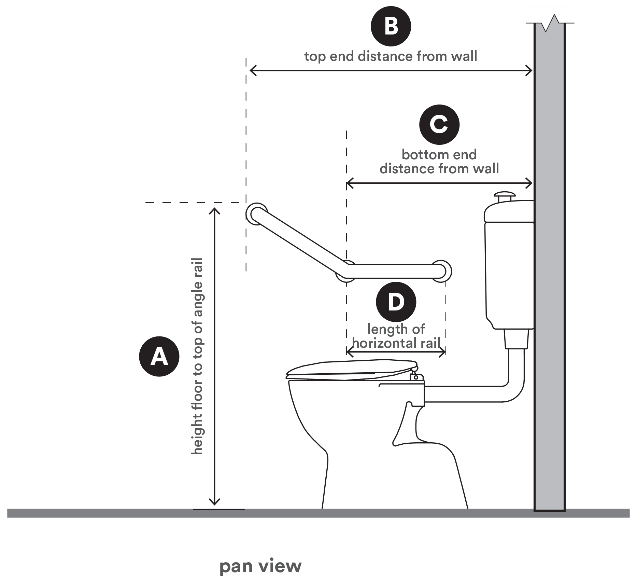 B
top end distance from wall
C
bottom end
distance from wall
D
length of
horizontal rail
A
height floor to top of angle rail
pan view